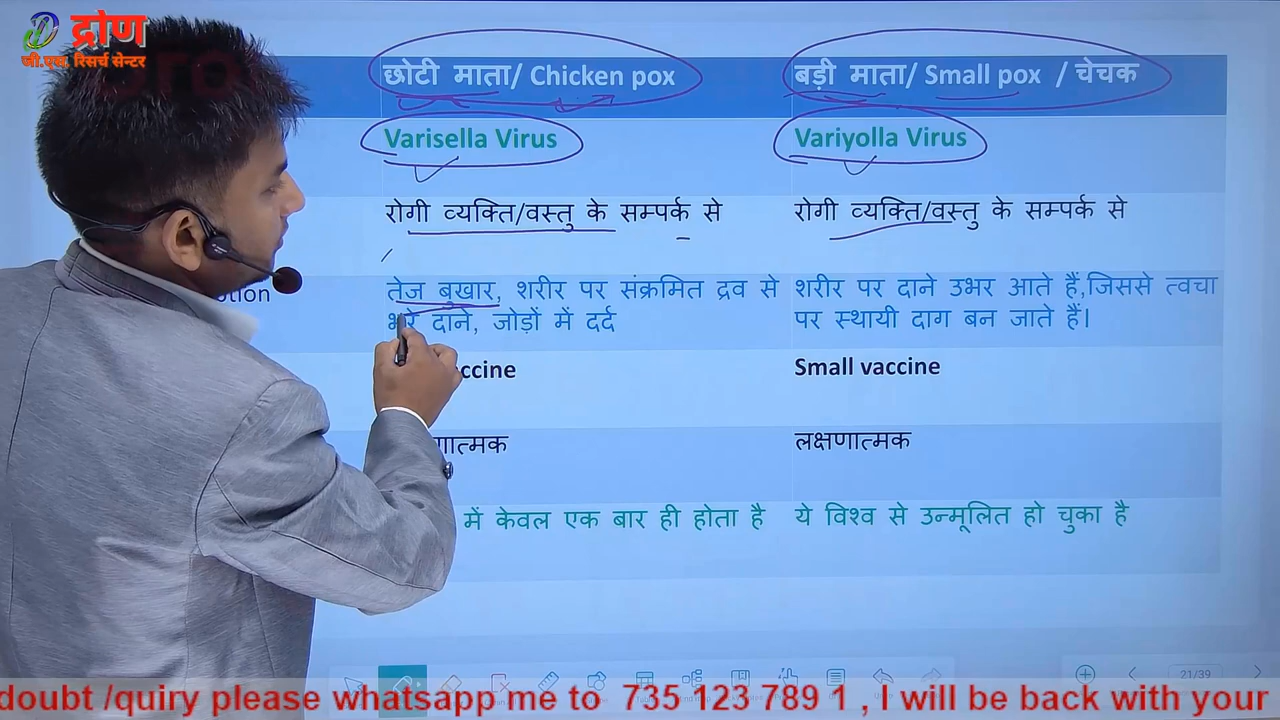 द्रोण
जी.एस. रिसर्च सेन्टर
छोटी माता/ Chicken pox
बड़ी माता/ Small pox / चेचक
Varisella Virus
Variyolla Virus
रोगी व्यक्ति/वस्तु के सम्पर्क से
रोगी व्यक्ति/वस्तु के सम्पर्क से
तेज बुखार, शरीर पर संक्रमित द्रव से
भरे दाने, जोड़ों में दर्द
शरीर पर दाने उभर आते हैं,जिससे त्वचा
पर स्थायी दाग बन जाते हैं।
Small vaccine
लक्षणात्मक
में केवल एक बार ही होता है
ये विश्व से उन्मूलित हो चुका है
21/39
doubt /quiry please whatsapp me to 735 123 789 1 , I will be back with your